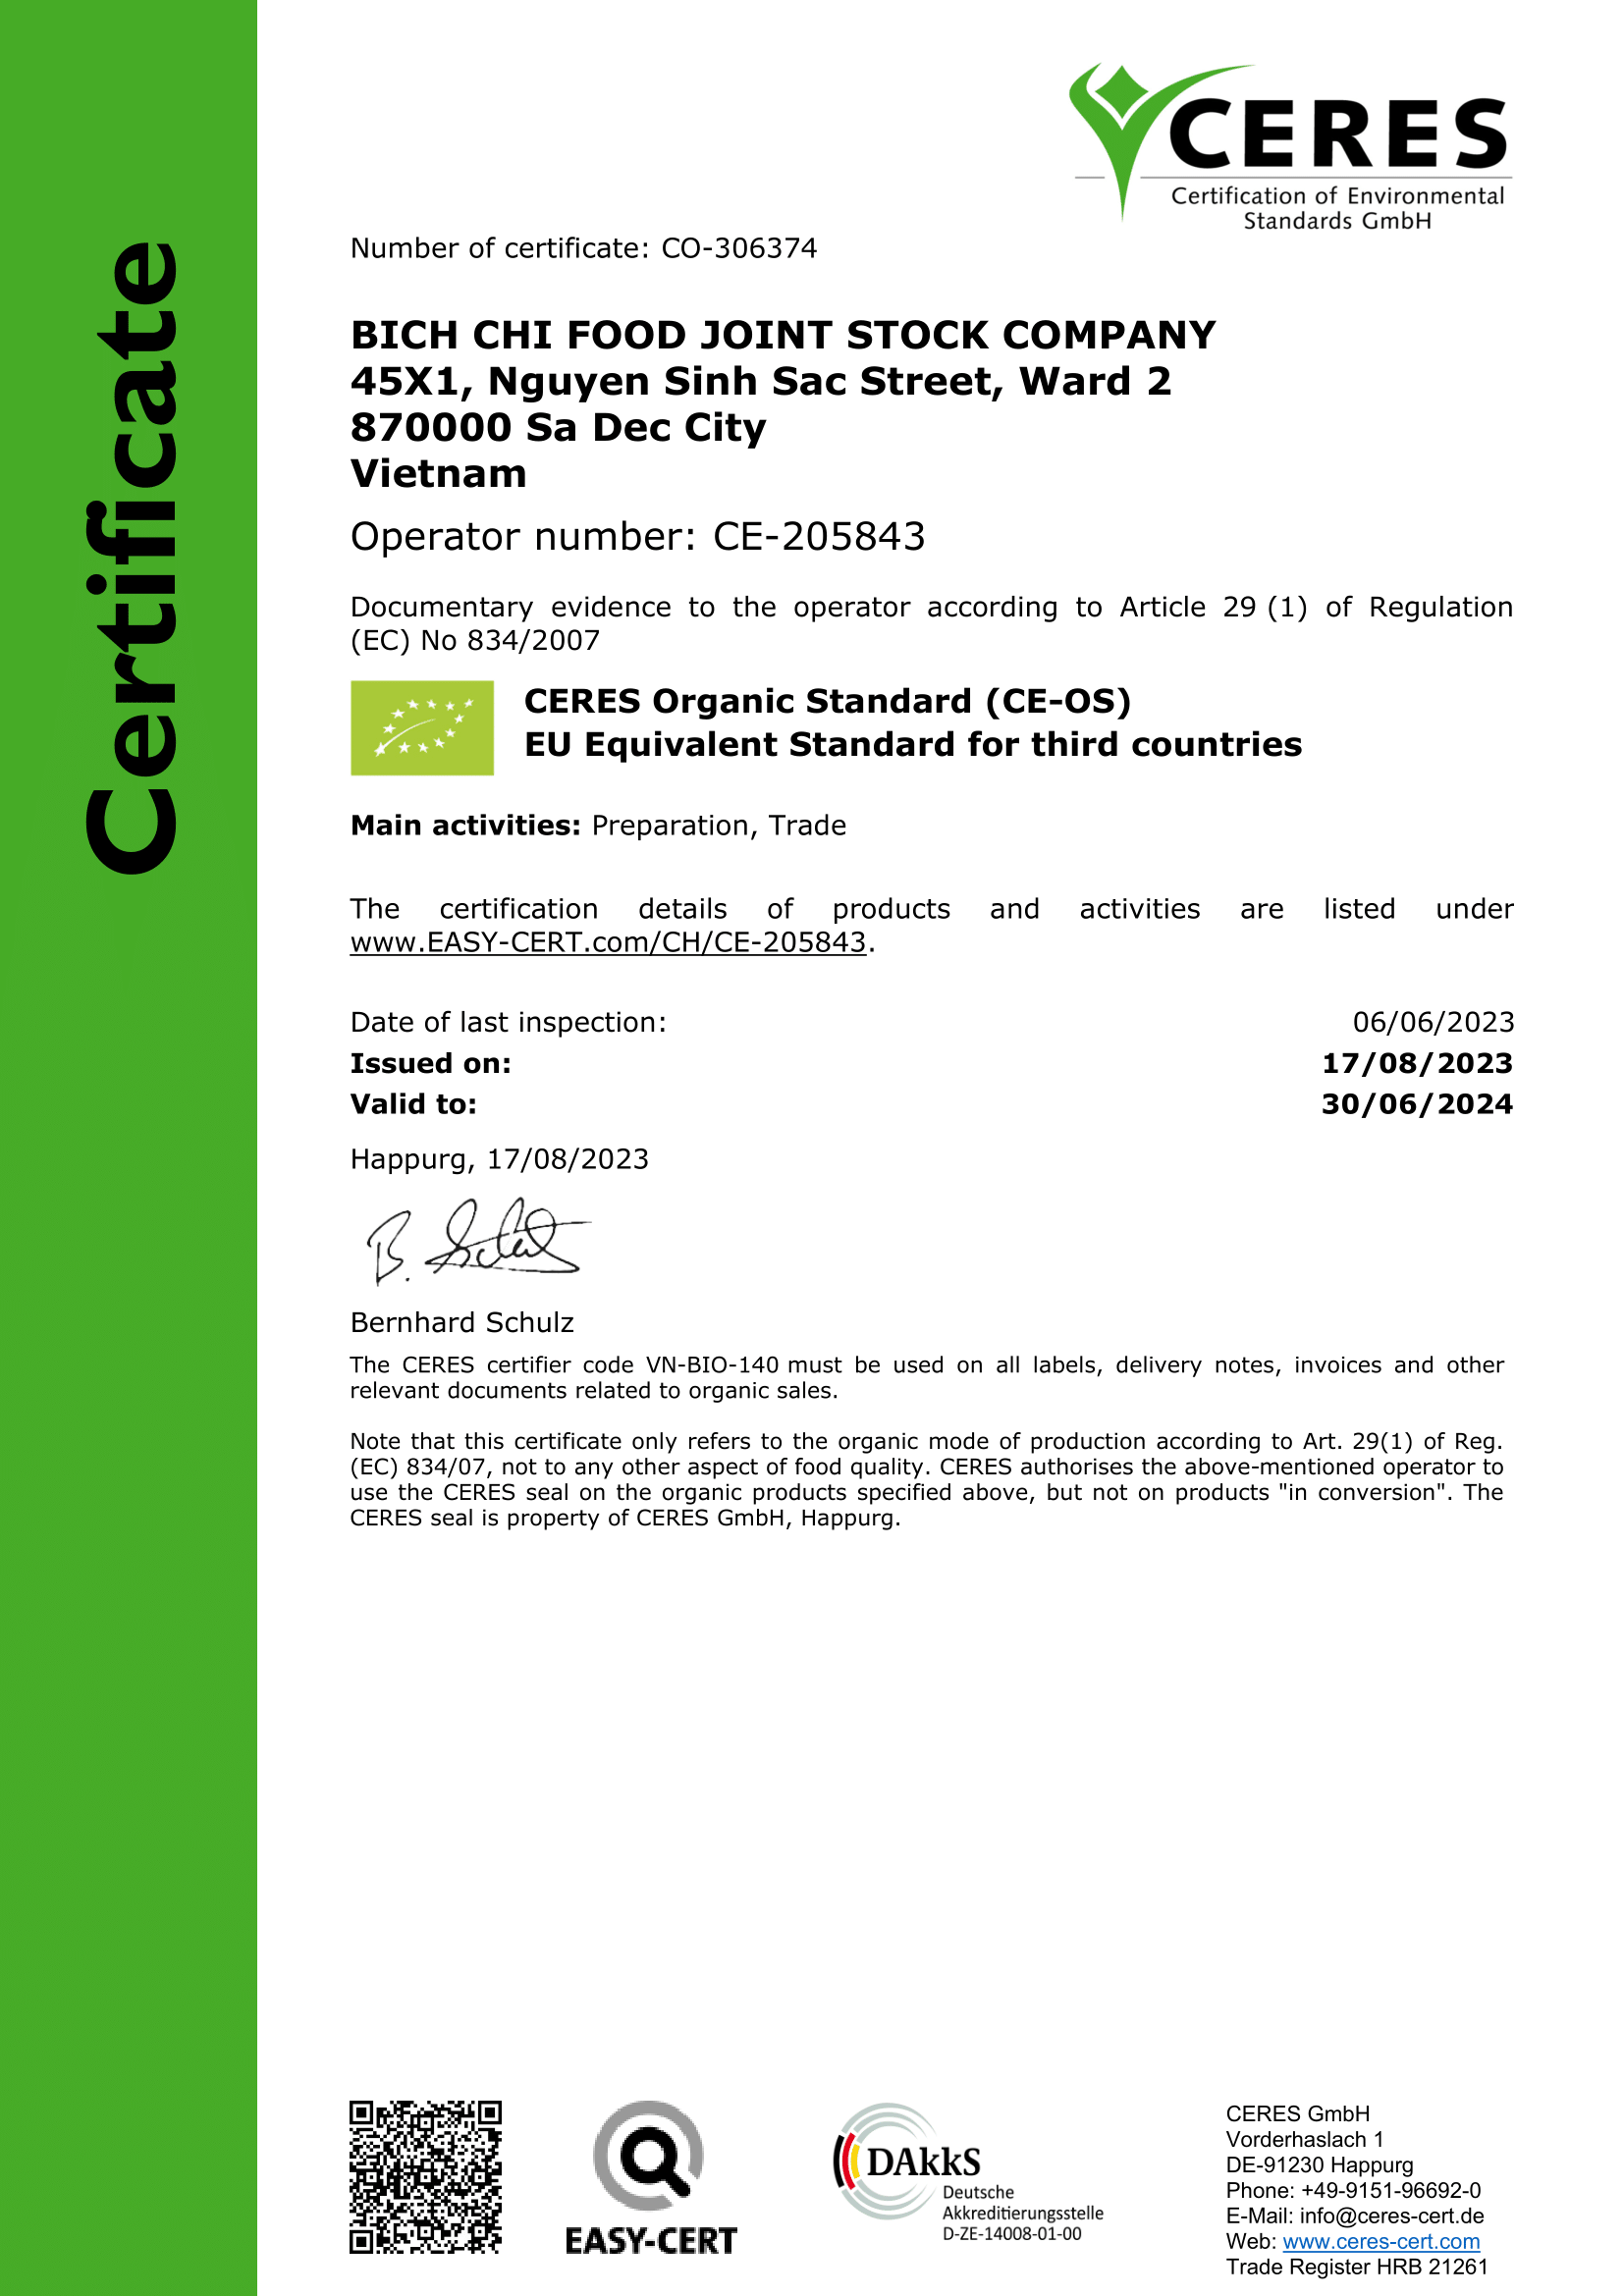 Certificate
CERES
Certification of Environmental
Standards GmbH
Number of certificate: CO-306374
BICH CHI FOOD JOINT STOCK COMPANY
45X1, Nguyen Sinh Sac Street, Ward 2
870000 Sa Dec City
Vietnam
Operator number: CE-205843
Documentary evidence to the operator according to Article 29 (1) of Regulation
(EC) No 834/2007
CERES Organic Standard (CE-OS)
EU Equivalent Standard for third countries
Main activities: Preparation, Trade
The certification details of products and activities are listed under
www.EASY-CERT.com/CH/CE-205843.
Date of last inspection: 06/06/2023
Issued on: 17/08/2023
Valid to: 30/06/2024
Happurg, 17/08/2023
Bernhard Schulz
The CERES certifier code VN-BIO-140 must be used on all labels, delivery notes, invoices and other
relevant documents related to organic sales.
Note that this certificate only refers to the organic mode of production according to Art. 29(1) of Reg.
(EC) 834/07, not to any other aspect of food quality. CERES authorises the above-mentioned operator to
use the CERES seal on the organic products specified above, but not on products "in conversion". The
CERES seal is property of CERES GmbH, Happurg.
EASY-CERT
DAkkS
Deutsche
Akkreditierungsstelle
D-ZE-14008-01-00
CERES GmbH
Vorderhaslach 1
DE-91230 Happurg
Phone: +49-9151-96692-0
E-Mail: info@ceres-cert.de
Web: www.ceres-cert.com
Trade Register HRB 21261